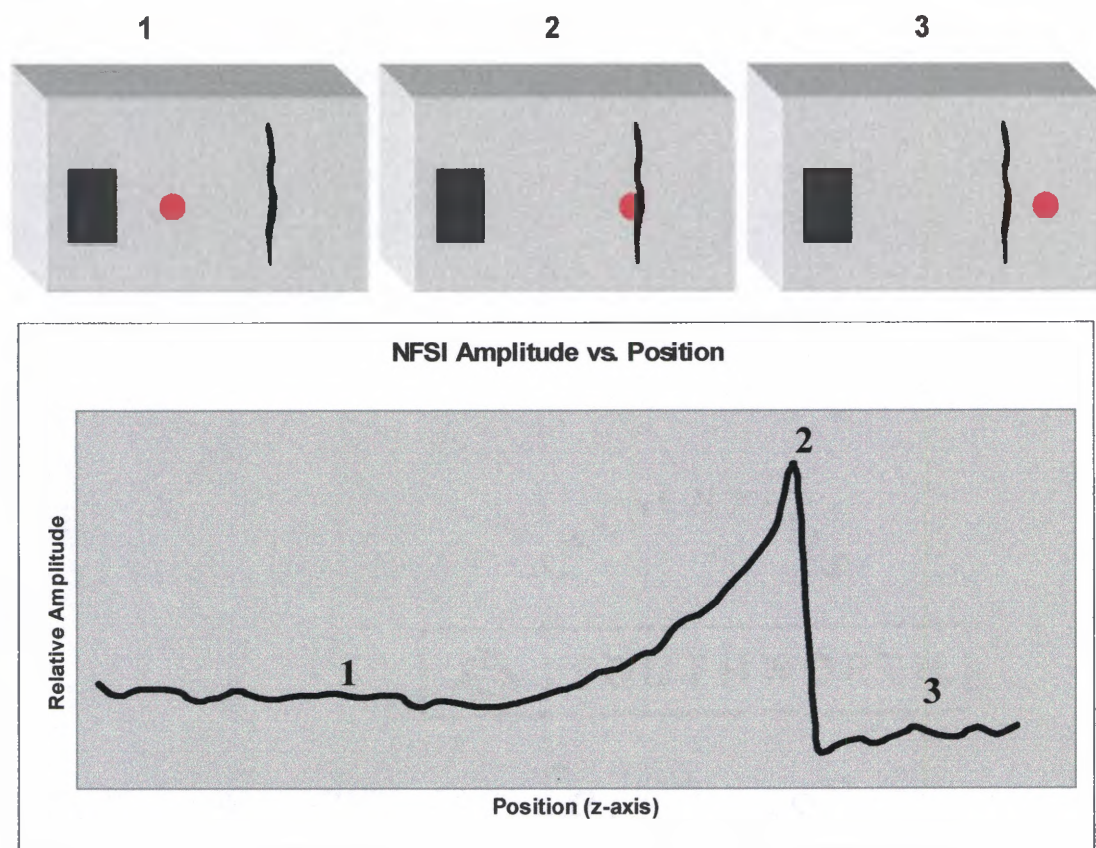 1 2 3
NFSI Amplitude vs. Position
2
1
3
Relative Amplitude
Position (z-axis)